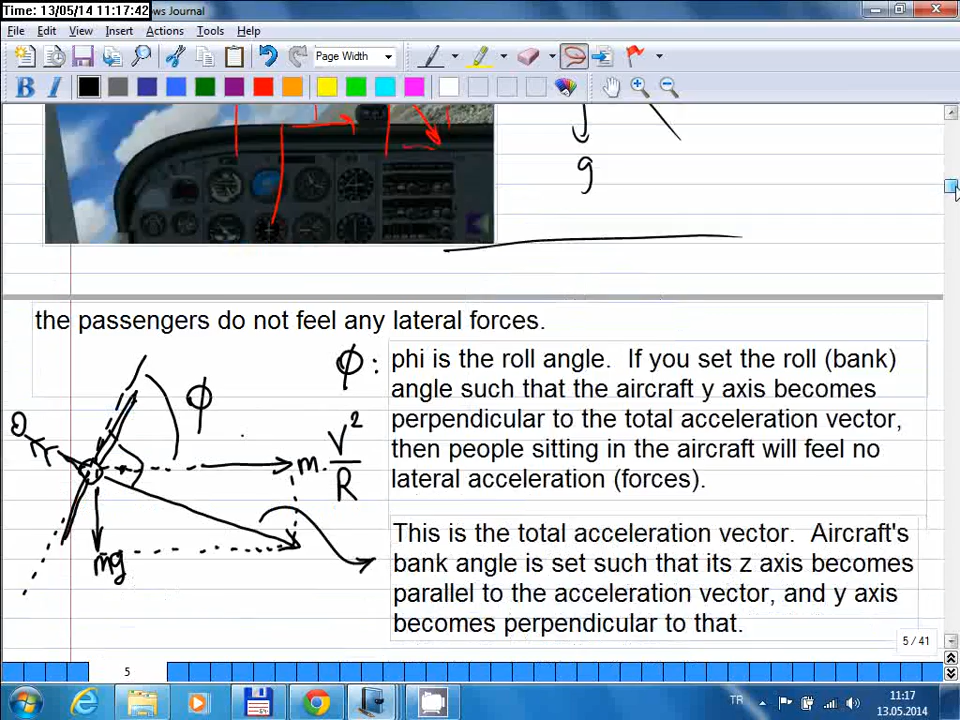 Time: 13/05/14 11:17:42
ows Journal
File Edit View Insert Actions Tools Help
Page Width
B I
g
the passengers do not feel any lateral forces.
ϕ : phi is the roll angle. If you set the roll (bank)
angle such that the aircraft y axis becomes
perpendicular to the total acceleration vector,
then people sitting in the aircraft will feel no
lateral acceleration (forces).
ϕ
m. V²
R
mg
This is the total acceleration vector. Aircraft's
bank angle is set such that its z axis becomes
parallel to the acceleration vector, and y axis
becomes perpendicular to that.
5 / 41
5
TR
11:17
13.05.2014